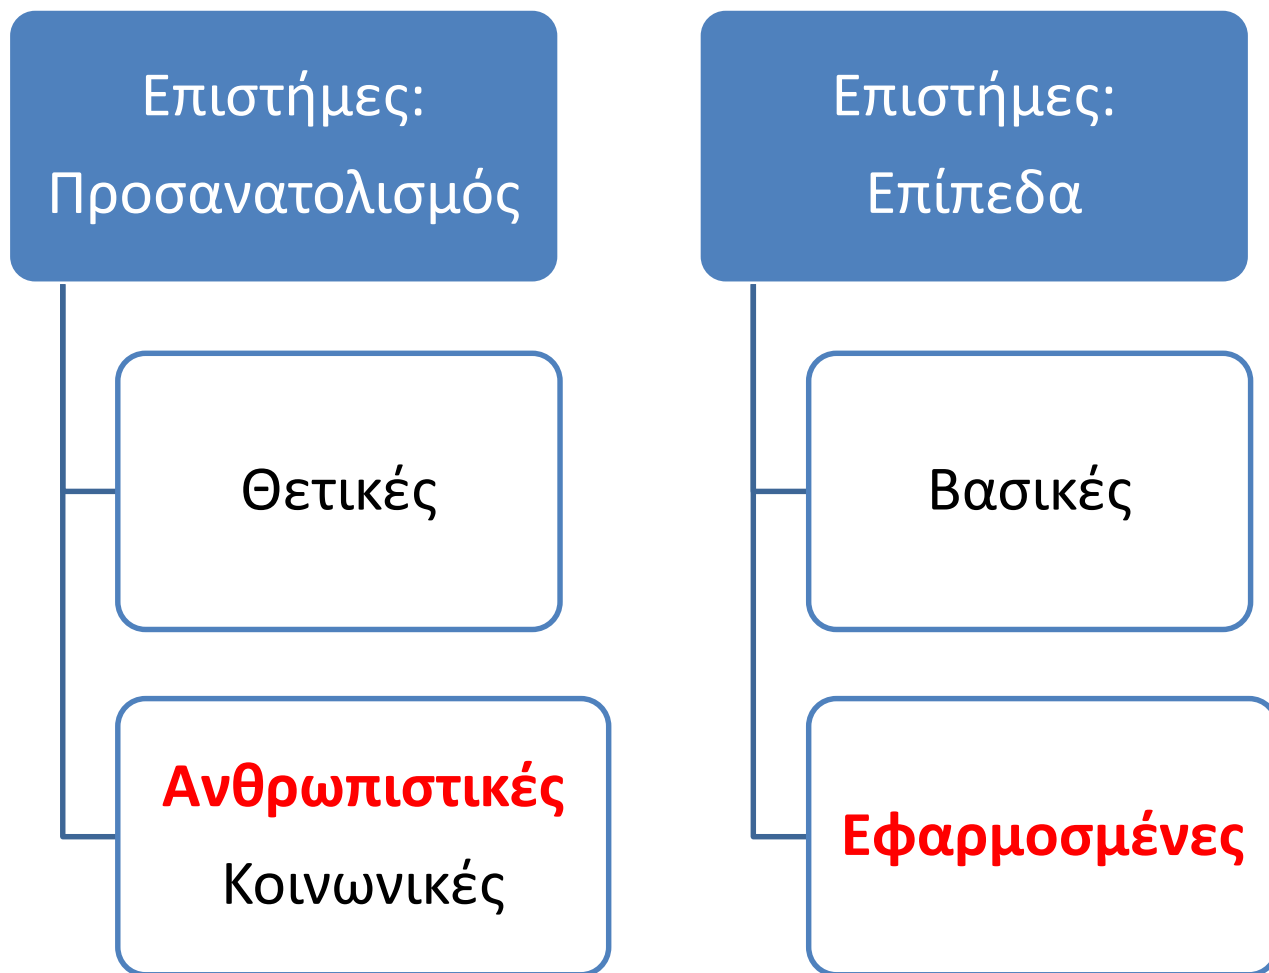 Επιστήμες:
Προσανατολισμός
Θετικές
Ανθρωπιστικές
Κοινωνικές
Επιστήμες:
Επίπεδα
Βασικές
Εφαρμοσμένες